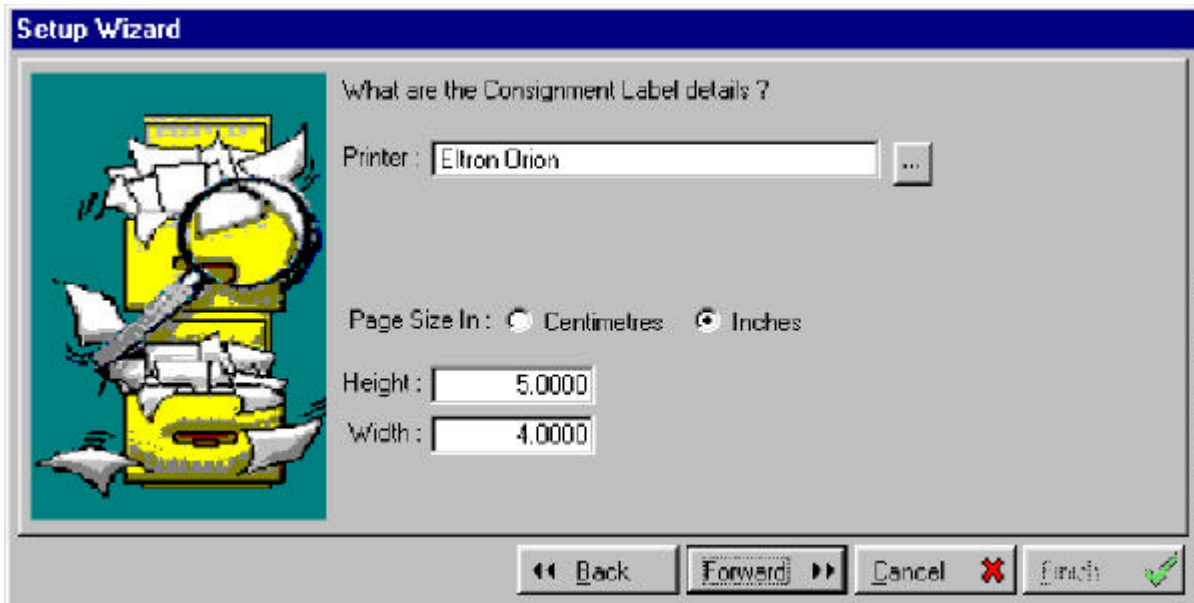 Setup Wizard
What are the Consignment Label details ?
Printer : Eltron Orion ...
Page Size In : Centimetres Inches
Height : 5.0000
Width : 4.0000
Back Forward Cancel Finish